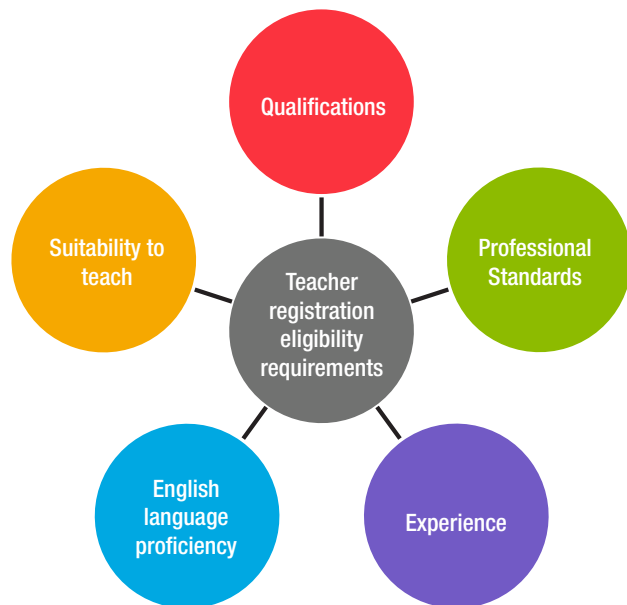 Qualifications
Suitability to
teach
Professional
Standards
Teacher
registration
eligibility
requirements
English
language
proficiency
Experience